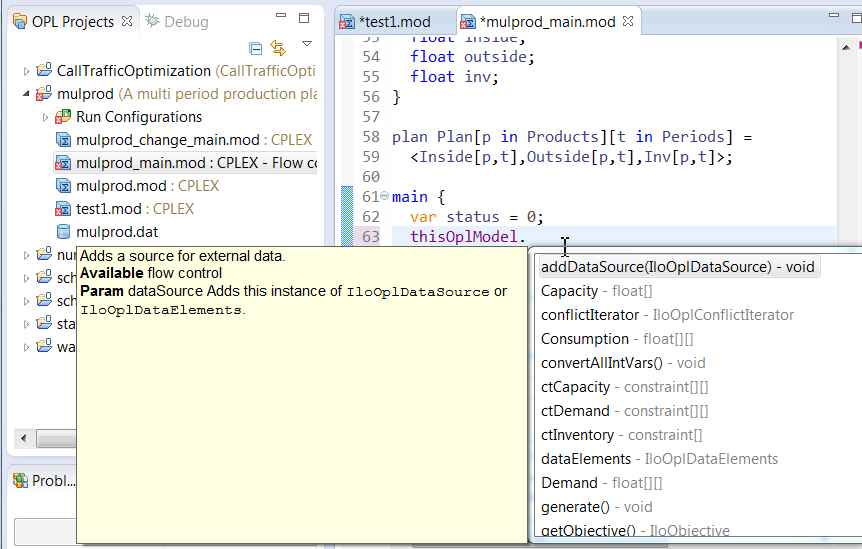 OPL Projects
Debug
CallTrafficOptimization (CallTrafficOpti
mulprod (A multi period production pla
Run Configurations
mulprod_change_main.mod : CPLEX
mulprod_main.mod : CPLEX - Flow co
mulprod.mod : CPLEX
test1.mod : CPLEX
mulprod.dat
nur
sch
sch
sta
wa
Probl...
*test1.mod
*mulprod_main.mod
53 float inside;
54 float outside;
55 float inv;
56 }
57
58 plan Plan[p in Products][t in Periods] =
59 <Inside[p,t],Outside[p,t],Inv[p,t]>;
60
61 main {
62 var status = 0;
63 thisOplModel.
Adds a source for external data.
Available flow control
Param dataSource Adds this instance of IloOplDataSource or
IloOplDataElements.
addDataSource(IloOplDataSource) - void
Capacity - float[]
conflictIterator - IloOplConflictIterator
Consumption - float[][]
convertAllIntVars() - void
ctCapacity - constraint[][]
ctDemand - constraint[][]
ctInventory - constraint[]
dataElements - IloOplDataElements
Demand - float[][]
generate() - void
getObjective() - IloObjective